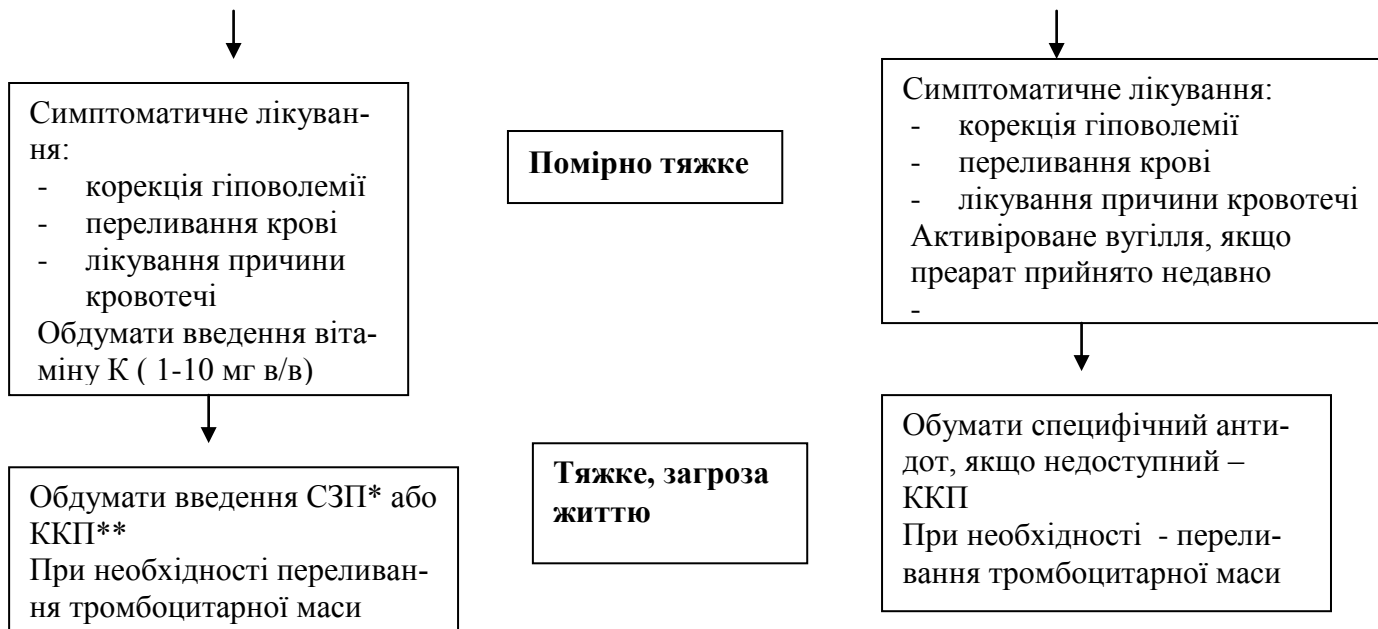 Симптоматичне лікуван-
ня:
- корекція гіповолемії
- переливання крові
- лікування причини
кровотечі
Обдумати введення віта-
міну К ( 1-10 мг в/в)
Помірно тяжке
Симптоматичне лікування:
- корекція гіповолемії
- переливання крові
- лікування причини кровотечі
Активіроване вугілля, якщо
преарат прийнято недавно
-
Обдумати введення СЗП* або
ККП**
При необхідності переливан-
ня тромбоцитарної маси
Тяжке, загроза
життю
Обумати специфічний анти-
дот, якщо недоступний –
ККП
При необхідності - перели-
вання тромбоцитарної маси